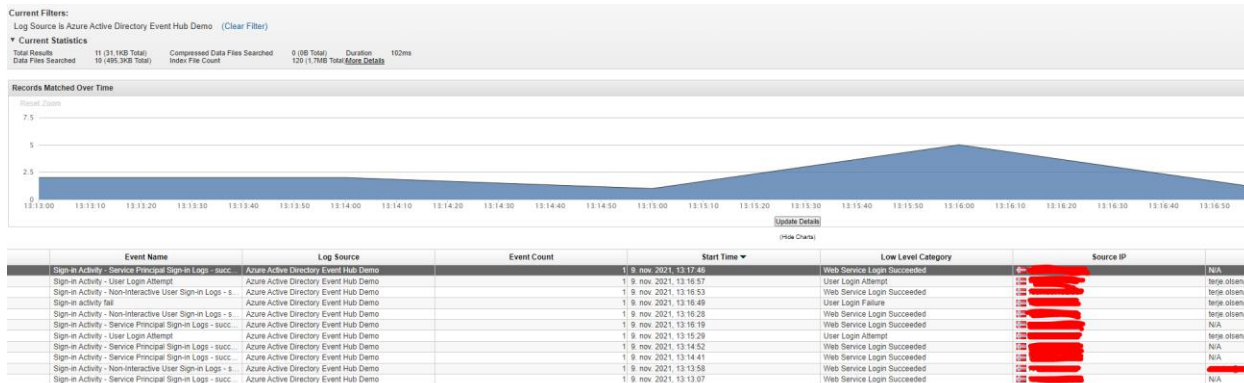 Current Filters:
Log Source is Azure Active Directory Event Hub Demo (Clear Filter)
▼ Current Statistics
Total Results 11 (31,1KB Total) Compressed Data Files Searched 0 (0B Total) Duration 102ms
Data Files Searched 10 (495,3KB Total) Index File Count 120 (1,7MB Total) More Details
Records Matched Over Time
Reset Zoom
7.5
5
2.5
0
13:13:00 13:13:10 13:13:20 13:13:30 13:13:40 13:13:50 13:14:00 13:14:10 13:14:20 13:14:30 13:14:40 13:14:50 13:15:00 13:15:10 13:15:20 13:15:30 13:15:40 13:15:50 13:16:00 13:16:10 13:16:20 13:16:30 13:16:40 13:16:50
Update Details
(Hide Charts)
Event Name Log Source Event Count Start Time ▼ Low Level Category Source IP
Sign-in Activity - Service Principal Sign-in Logs - succ... Azure Active Directory Event Hub Demo 1 9. nov. 2021, 13:17:46 Web Service Login Succeeded N/A
Sign-in Activity - User Login Attempt Azure Active Directory Event Hub Demo 1 9. nov. 2021, 13:16:57 User Login Attempt terje.olsen
Sign-in Activity - Non-Interactive User Sign-in Logs - s... Azure Active Directory Event Hub Demo 1 9. nov. 2021, 13:16:53 Web Service Login Succeeded terje.olsen
Sign-in activity fail Azure Active Directory Event Hub Demo 1 9. nov. 2021, 13:16:49 User Login Failure terje.olsen
Sign-in Activity - Non-Interactive User Sign-in Logs - s... Azure Active Directory Event Hub Demo 1 9. nov. 2021, 13:16:28 Web Service Login Succeeded terje.olsen
Sign-in Activity - Service Principal Sign-in Logs - succ... Azure Active Directory Event Hub Demo 1 9. nov. 2021, 13:16:19 Web Service Login Succeeded N/A
Sign-in Activity - User Login Attempt Azure Active Directory Event Hub Demo 1 9. nov. 2021, 13:15:29 User Login Attempt terje.olsen
Sign-in Activity - Service Principal Sign-in Logs - succ... Azure Active Directory Event Hub Demo 1 9. nov. 2021, 13:14:52 Web Service Login Succeeded N/A
Sign-in Activity - Service Principal Sign-in Logs - succ... Azure Active Directory Event Hub Demo 1 9. nov. 2021, 13:14:41 Web Service Login Succeeded N/A
Sign-in Activity - Non-Interactive User Sign-in Logs - s... Azure Active Directory Event Hub Demo 1 9. nov. 2021, 13:13:58 Web Service Login Succeeded
Sign-in Activity - Service Principal Sign-in Logs - succ... Azure Active Directory Event Hub Demo 1 9. nov. 2021, 13:13:07 Web Service Login Succeeded N/A